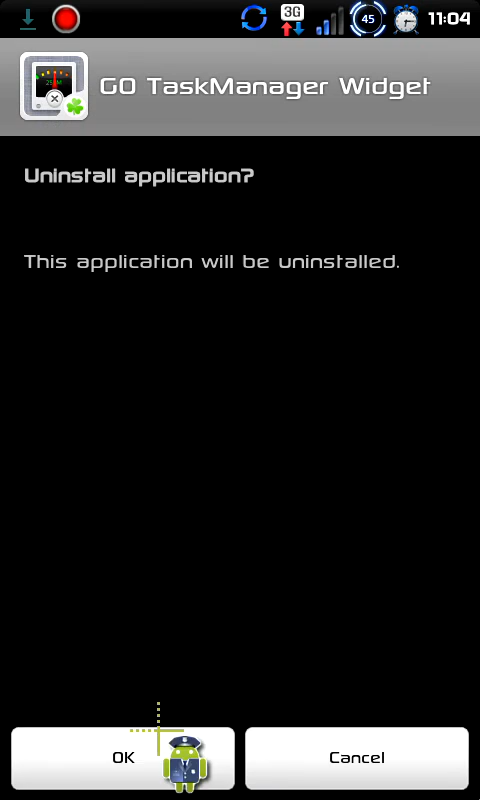 3G
45
11:04
GO TaskManager Widget
Uninstall application?
This application will be uninstalled.
OK
Cancel